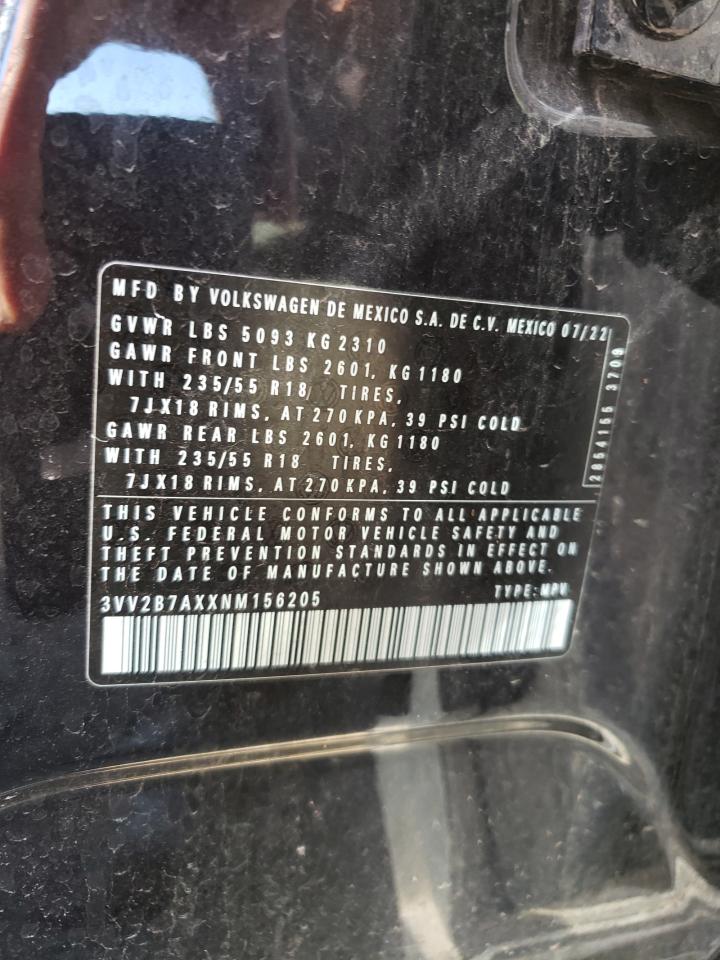 MFD BY VOLKSWAGEN DE MEXICO S.A. DE C.V. MEXICO 07/22
GVWR LBS 5093 KG 2310
GAWR FRONT LBS 2601, KG 1180
WITH 235/55 R18 TIRES,
7JX18 RIMS, AT 270 KPA, 39 PSI COLD
GAWR REAR LBS 2601, KG 1180
WITH 235/55 R18 TIRES,
7JX18 RIMS, AT 270 KPA, 39 PSI COLD
2854155 3709
THIS VEHICLE CONFORMS TO ALL APPLICABLE
U.S. FEDERAL MOTOR VEHICLE SAFETY AND
THEFT PREVENTION STANDARDS IN EFFECT ON
THE DATE OF MANUFACTURE SHOWN ABOVE.
3VV2B7AXXNM156205 TYPE: MPV